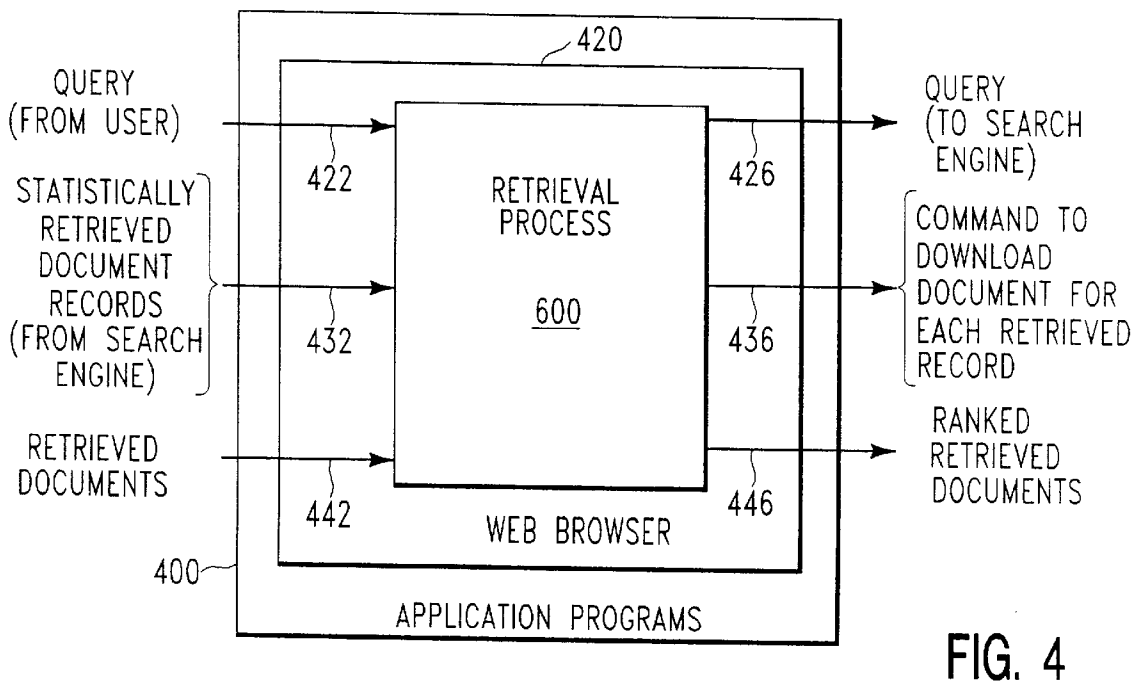 420
QUERY
(FROM USER)
422
STATISTICALLY
RETRIEVED
DOCUMENT
RECORDS
(FROM SEARCH
ENGINE)
432
RETRIEVED
DOCUMENTS
442
RETRIEVAL
PROCESS
600
QUERY
(TO SEARCH
ENGINE)
426
COMMAND TO
DOWNLOAD
DOCUMENT FOR
EACH RETRIEVED
RECORD
436
RANKED
RETRIEVED
DOCUMENTS
446
WEB BROWSER
400
APPLICATION PROGRAMS
FIG. 4